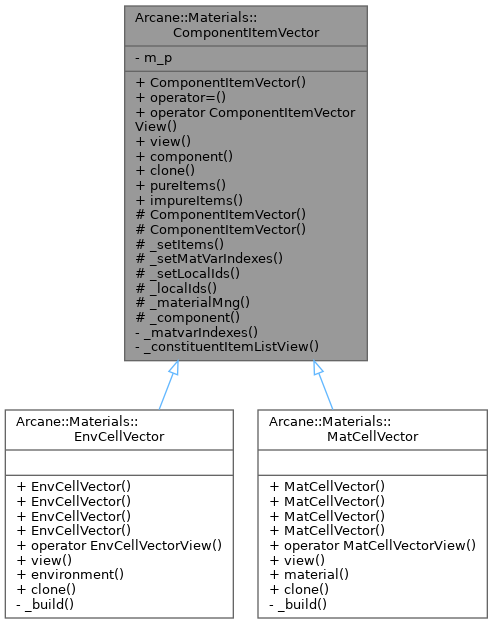 Arcane::Materials::
ComponentItemVector
- m_p
+ ComponentItemVector()
+ operator=()
+ operator ComponentItemVector
View()
+ view()
+ component()
+ clone()
+ pureItems()
+ impureItems()
# ComponentItemVector()
# ComponentItemVector()
# _setItems()
# _setMatVarIndexes()
# _setLocalIds()
# _localIds()
# _materialMng()
# _component()
- _matvarIndexes()
- _constituentItemListView()
Arcane::Materials::
EnvCellVector
+ EnvCellVector()
+ EnvCellVector()
+ EnvCellVector()
+ EnvCellVector()
+ operator EnvCellVectorView()
+ view()
+ environment()
+ clone()
- _build()
Arcane::Materials::
MatCellVector
+ MatCellVector()
+ MatCellVector()
+ MatCellVector()
+ MatCellVector()
+ operator MatCellVectorView()
+ view()
+ material()
+ clone()
- _build()